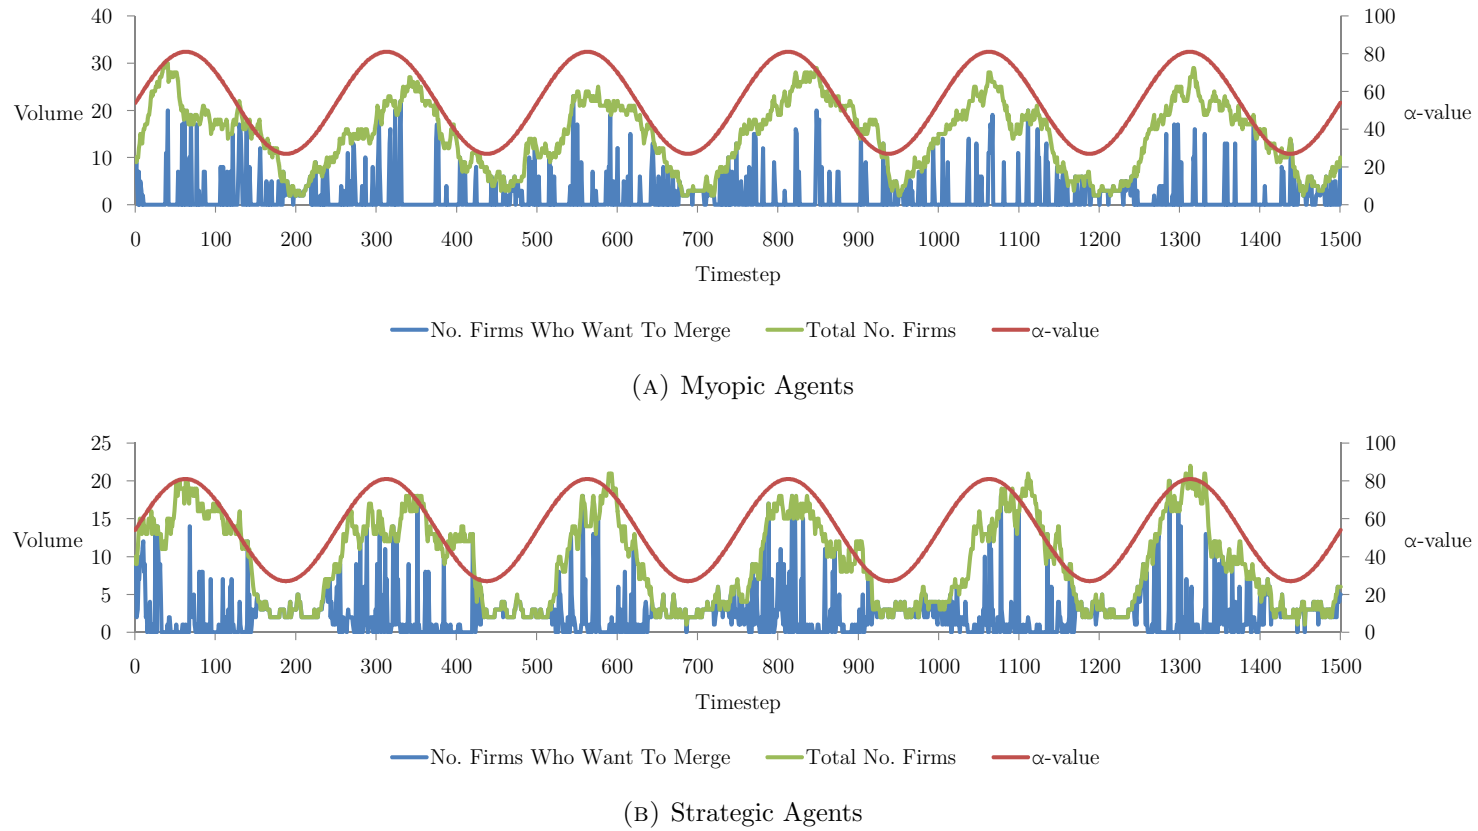 40 100
30 80
Volume 20 60 α-value
40
10 20
0 0
0 100 200 300 400 500 600 700 800 900 1000 1100 1200 1300 1400 1500
Timestep
No. Firms Who Want To Merge Total No. Firms α-value
(A) Myopic Agents
25 100
20 80
Volume 15 60 α-value
10 40
5 20
0 0
0 100 200 300 400 500 600 700 800 900 1000 1100 1200 1300 1400 1500
Timestep
No. Firms Who Want To Merge Total No. Firms α-value
(B) Strategic Agents